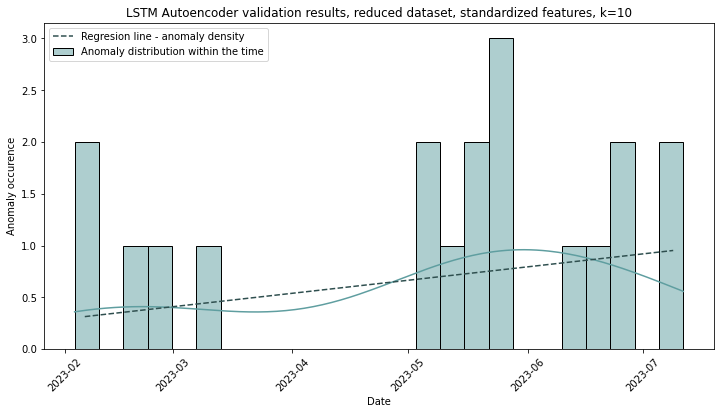 LSTM Autoencoder validation results, reduced dataset, standardized features, k=10
Regresion line - anomaly density
Anomaly distribution within the time
3.0
2.5
2.0
1.5
1.0
0.5
0.0
Anomaly occurence
2023-02
2023-03
2023-04
2023-05
2023-06
2023-07
Date